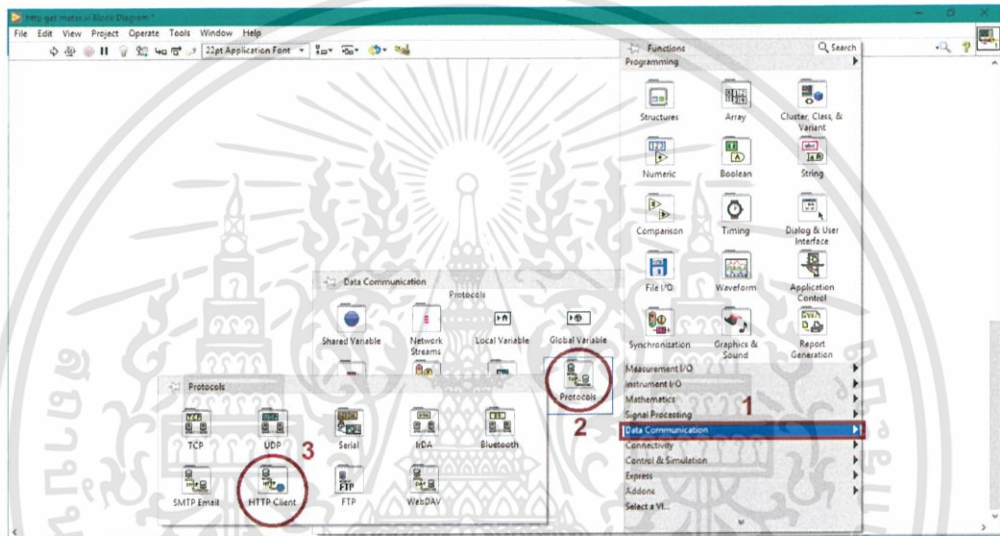 http get meter.vi Block Diagram *
File Edit View Project Operate Tools Window Help
22pt Application Font
Functions
Search
Programming
Structures
Array
Cluster, Class, & Variant
Numeric
Boolean
String
Comparison
Timing
Dialog & User Interface
File I/O
Waveform
Application Control
Synchronization
Graphics & Sound
Report Generation
Measurement I/O
Instrument I/O
Mathematics
Signal Processing
1
Data Communication
Connectivity
Control & Simulation
Express
Addons
Select a VI...
Data Communication
Protocols
Shared Variable
Network Streams
Local Variable
Global Variable
Protocols
2
Protocols
TCP
UDP
3
Serial
IrDA
Bluetooth
SMTP Email
HTTP Client
FTP
WebDAV